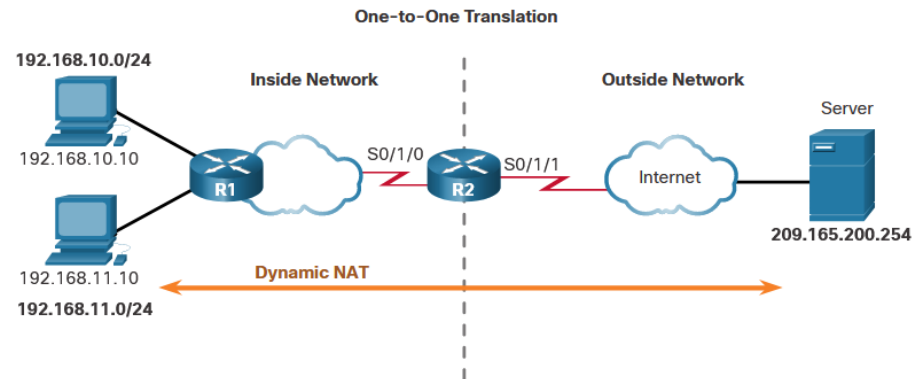 One-to-One Translation
192.168.10.0/24
Inside Network
Outside Network
Server
192.168.10.10
S0/1/0
S0/1/1
R1
R2
Internet
209.165.200.254
192.168.11.10
Dynamic NAT
192.168.11.0/24